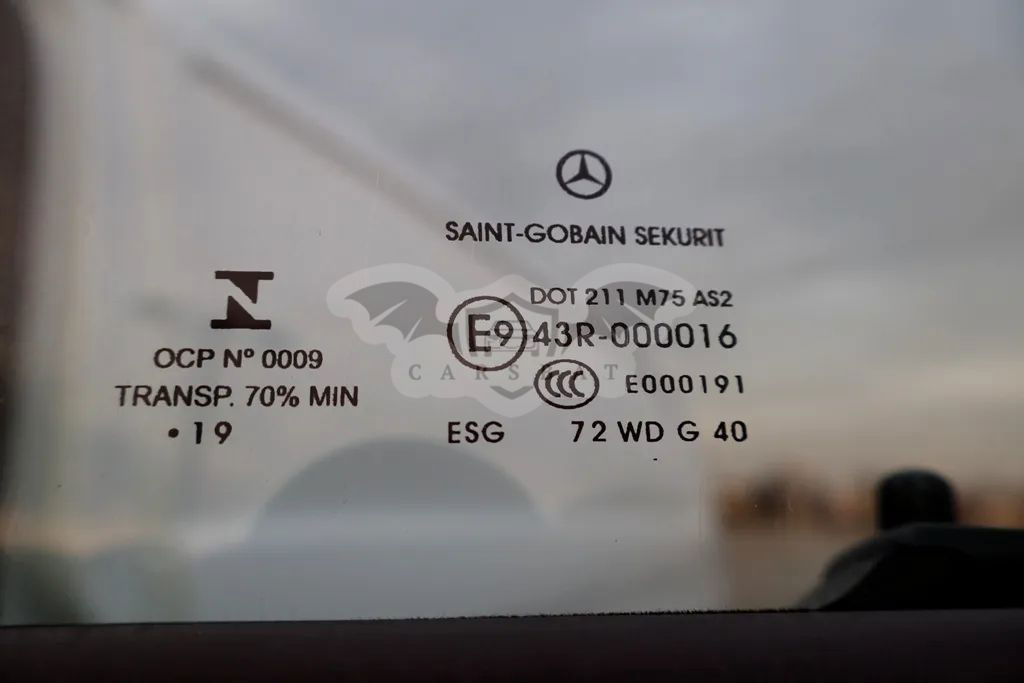 SAINT-GOBAIN SEKURIT
DOT 211 M75 AS2
E9 43R-000016
CCC E000191
ESG 72 WD G 40
N
OCP Nº 0009
TRANSP. 70% MIN
•19